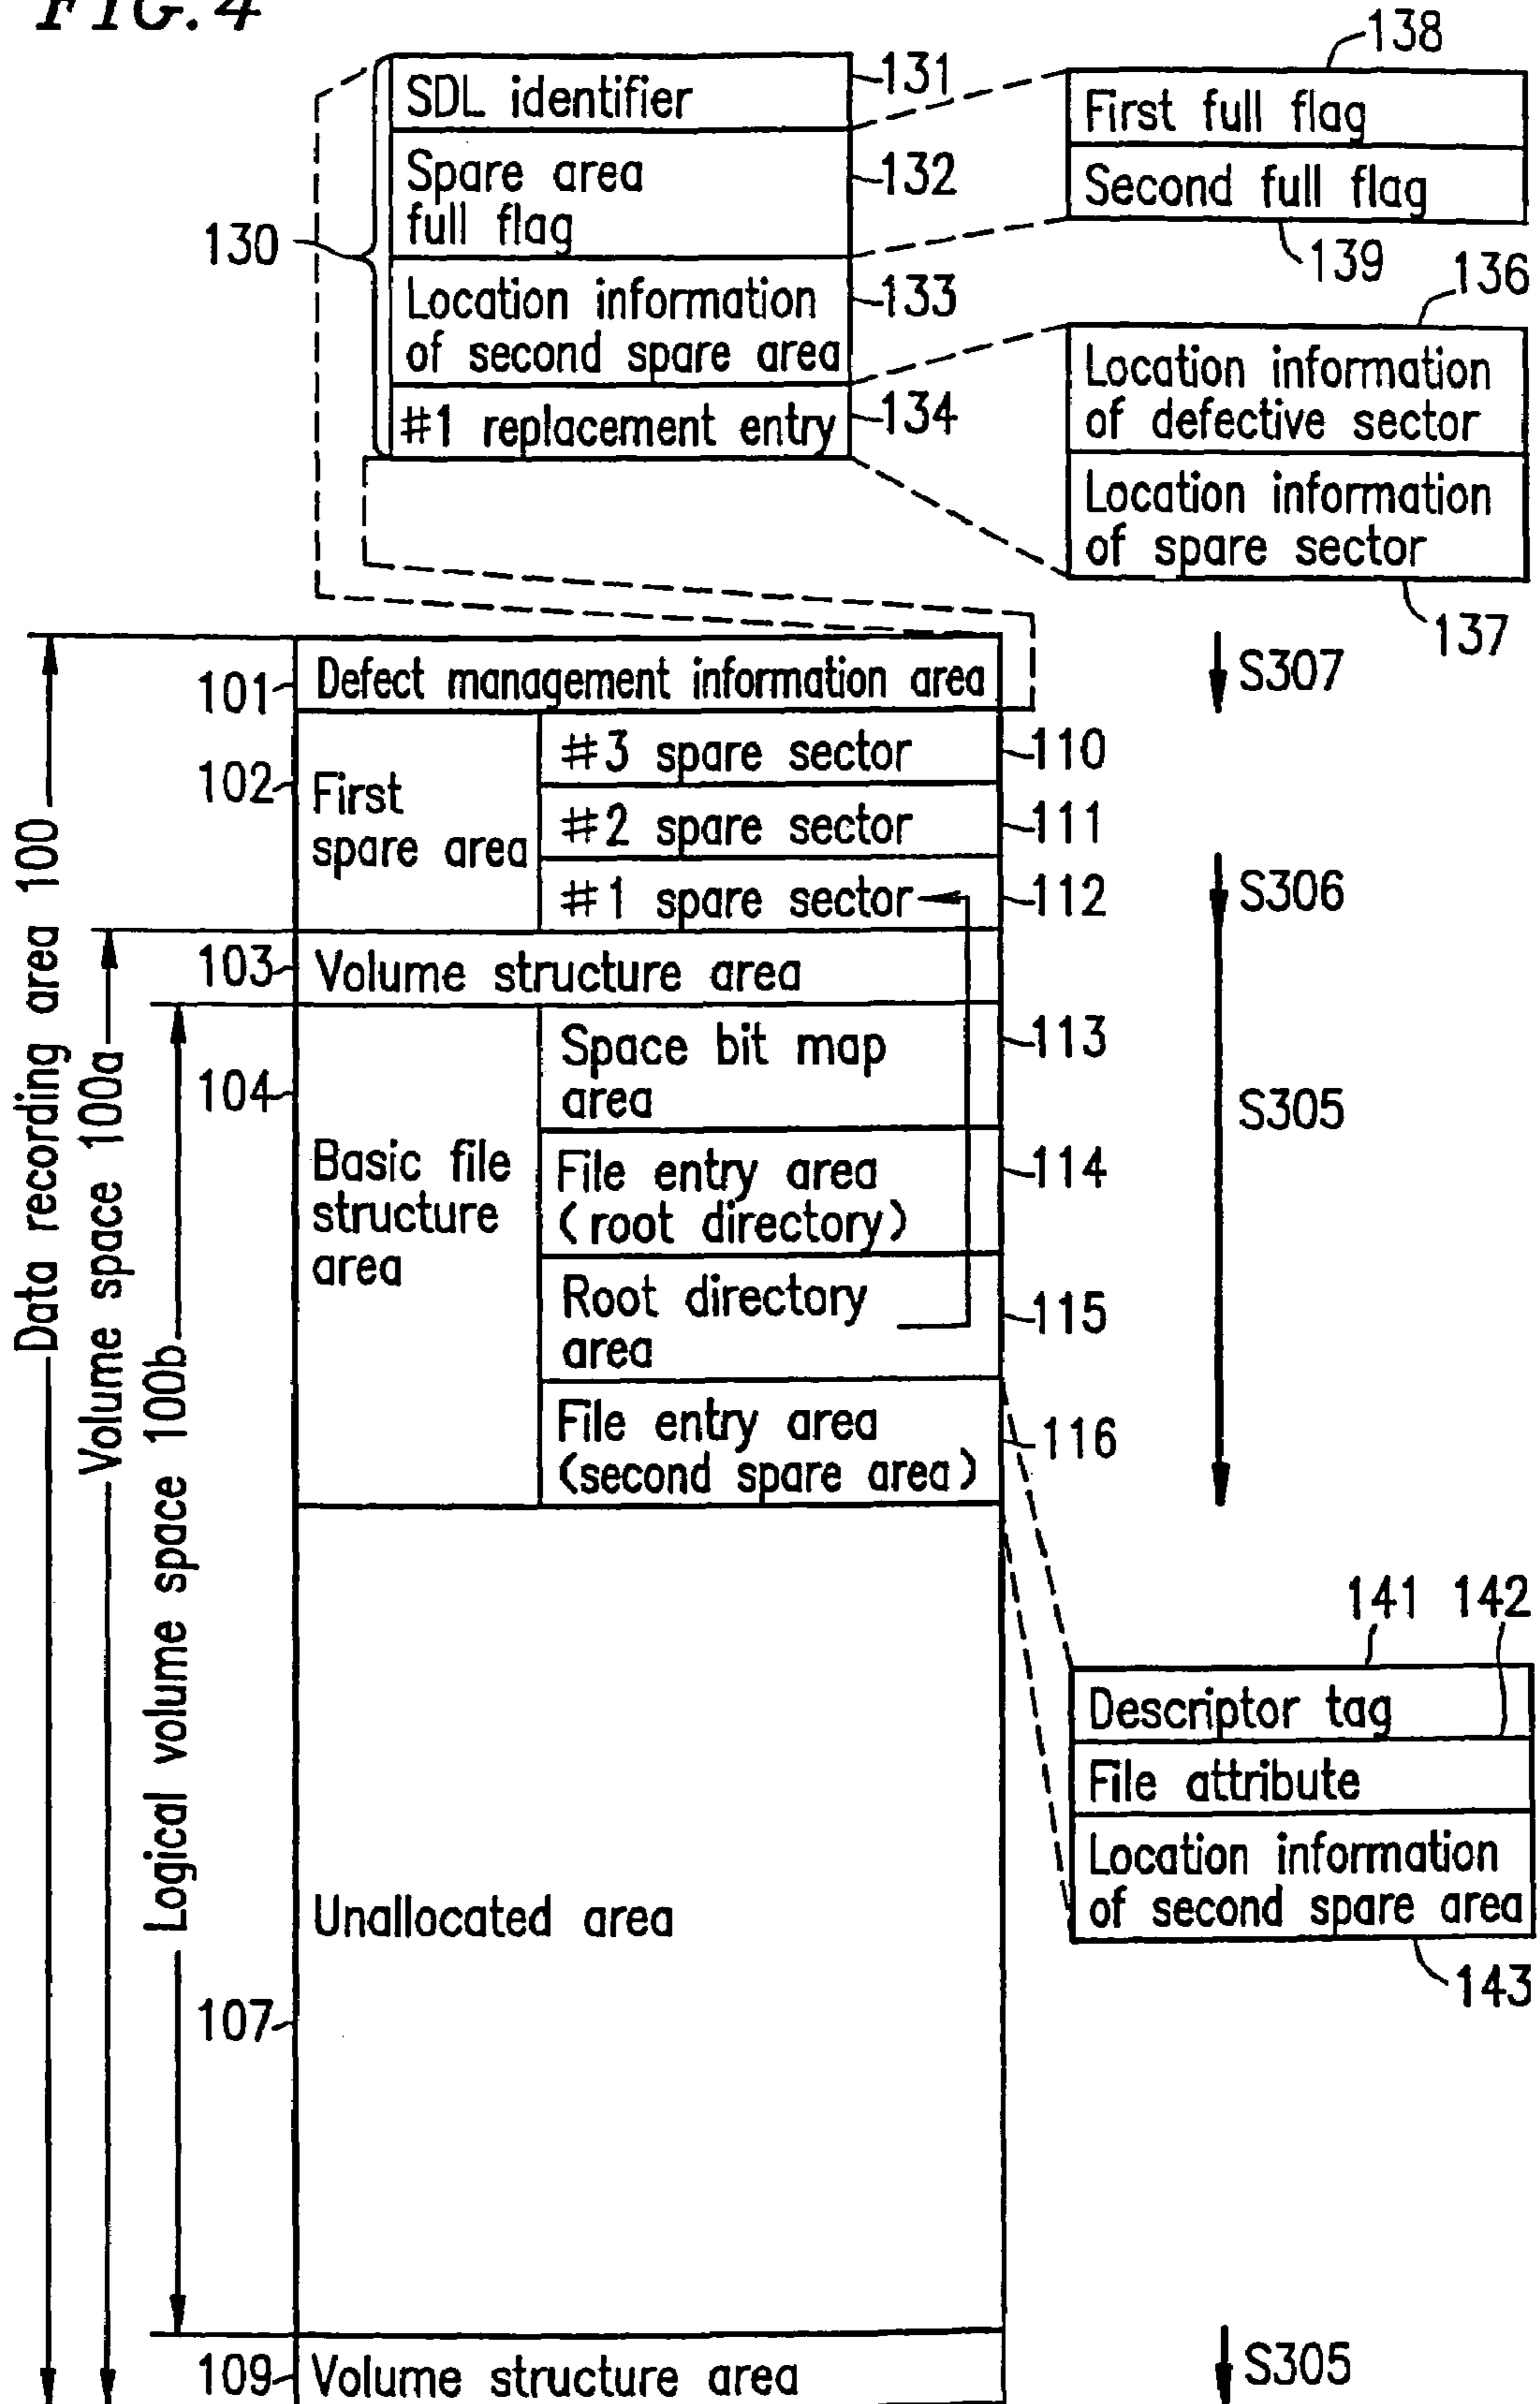 FIG. 4
138
131
SDL identifier
First full flag
132
Spare area
full flag
Second full flag
130
139
136
133
Location information
of second spare area
Location information
of defective sector
134
#1 replacement entry
Location information
of spare sector
137
S307
101
Defect management information area
102
First
spare area
#3 spare sector
110
#2 spare sector
111
#1 spare sector
112
S306
103
Volume structure area
104
Basic file
structure
area
Space bit map
area
113
S305
File entry area
(root directory)
114
Root directory
area
115
File entry area
(second spare area)
116
Data recording area 100
Volume space 100a
Logical volume space 100b
141
142
Descriptor tag
File attribute
Location information
of second spare area
143
Unallocated area
107
109
Volume structure area
S305